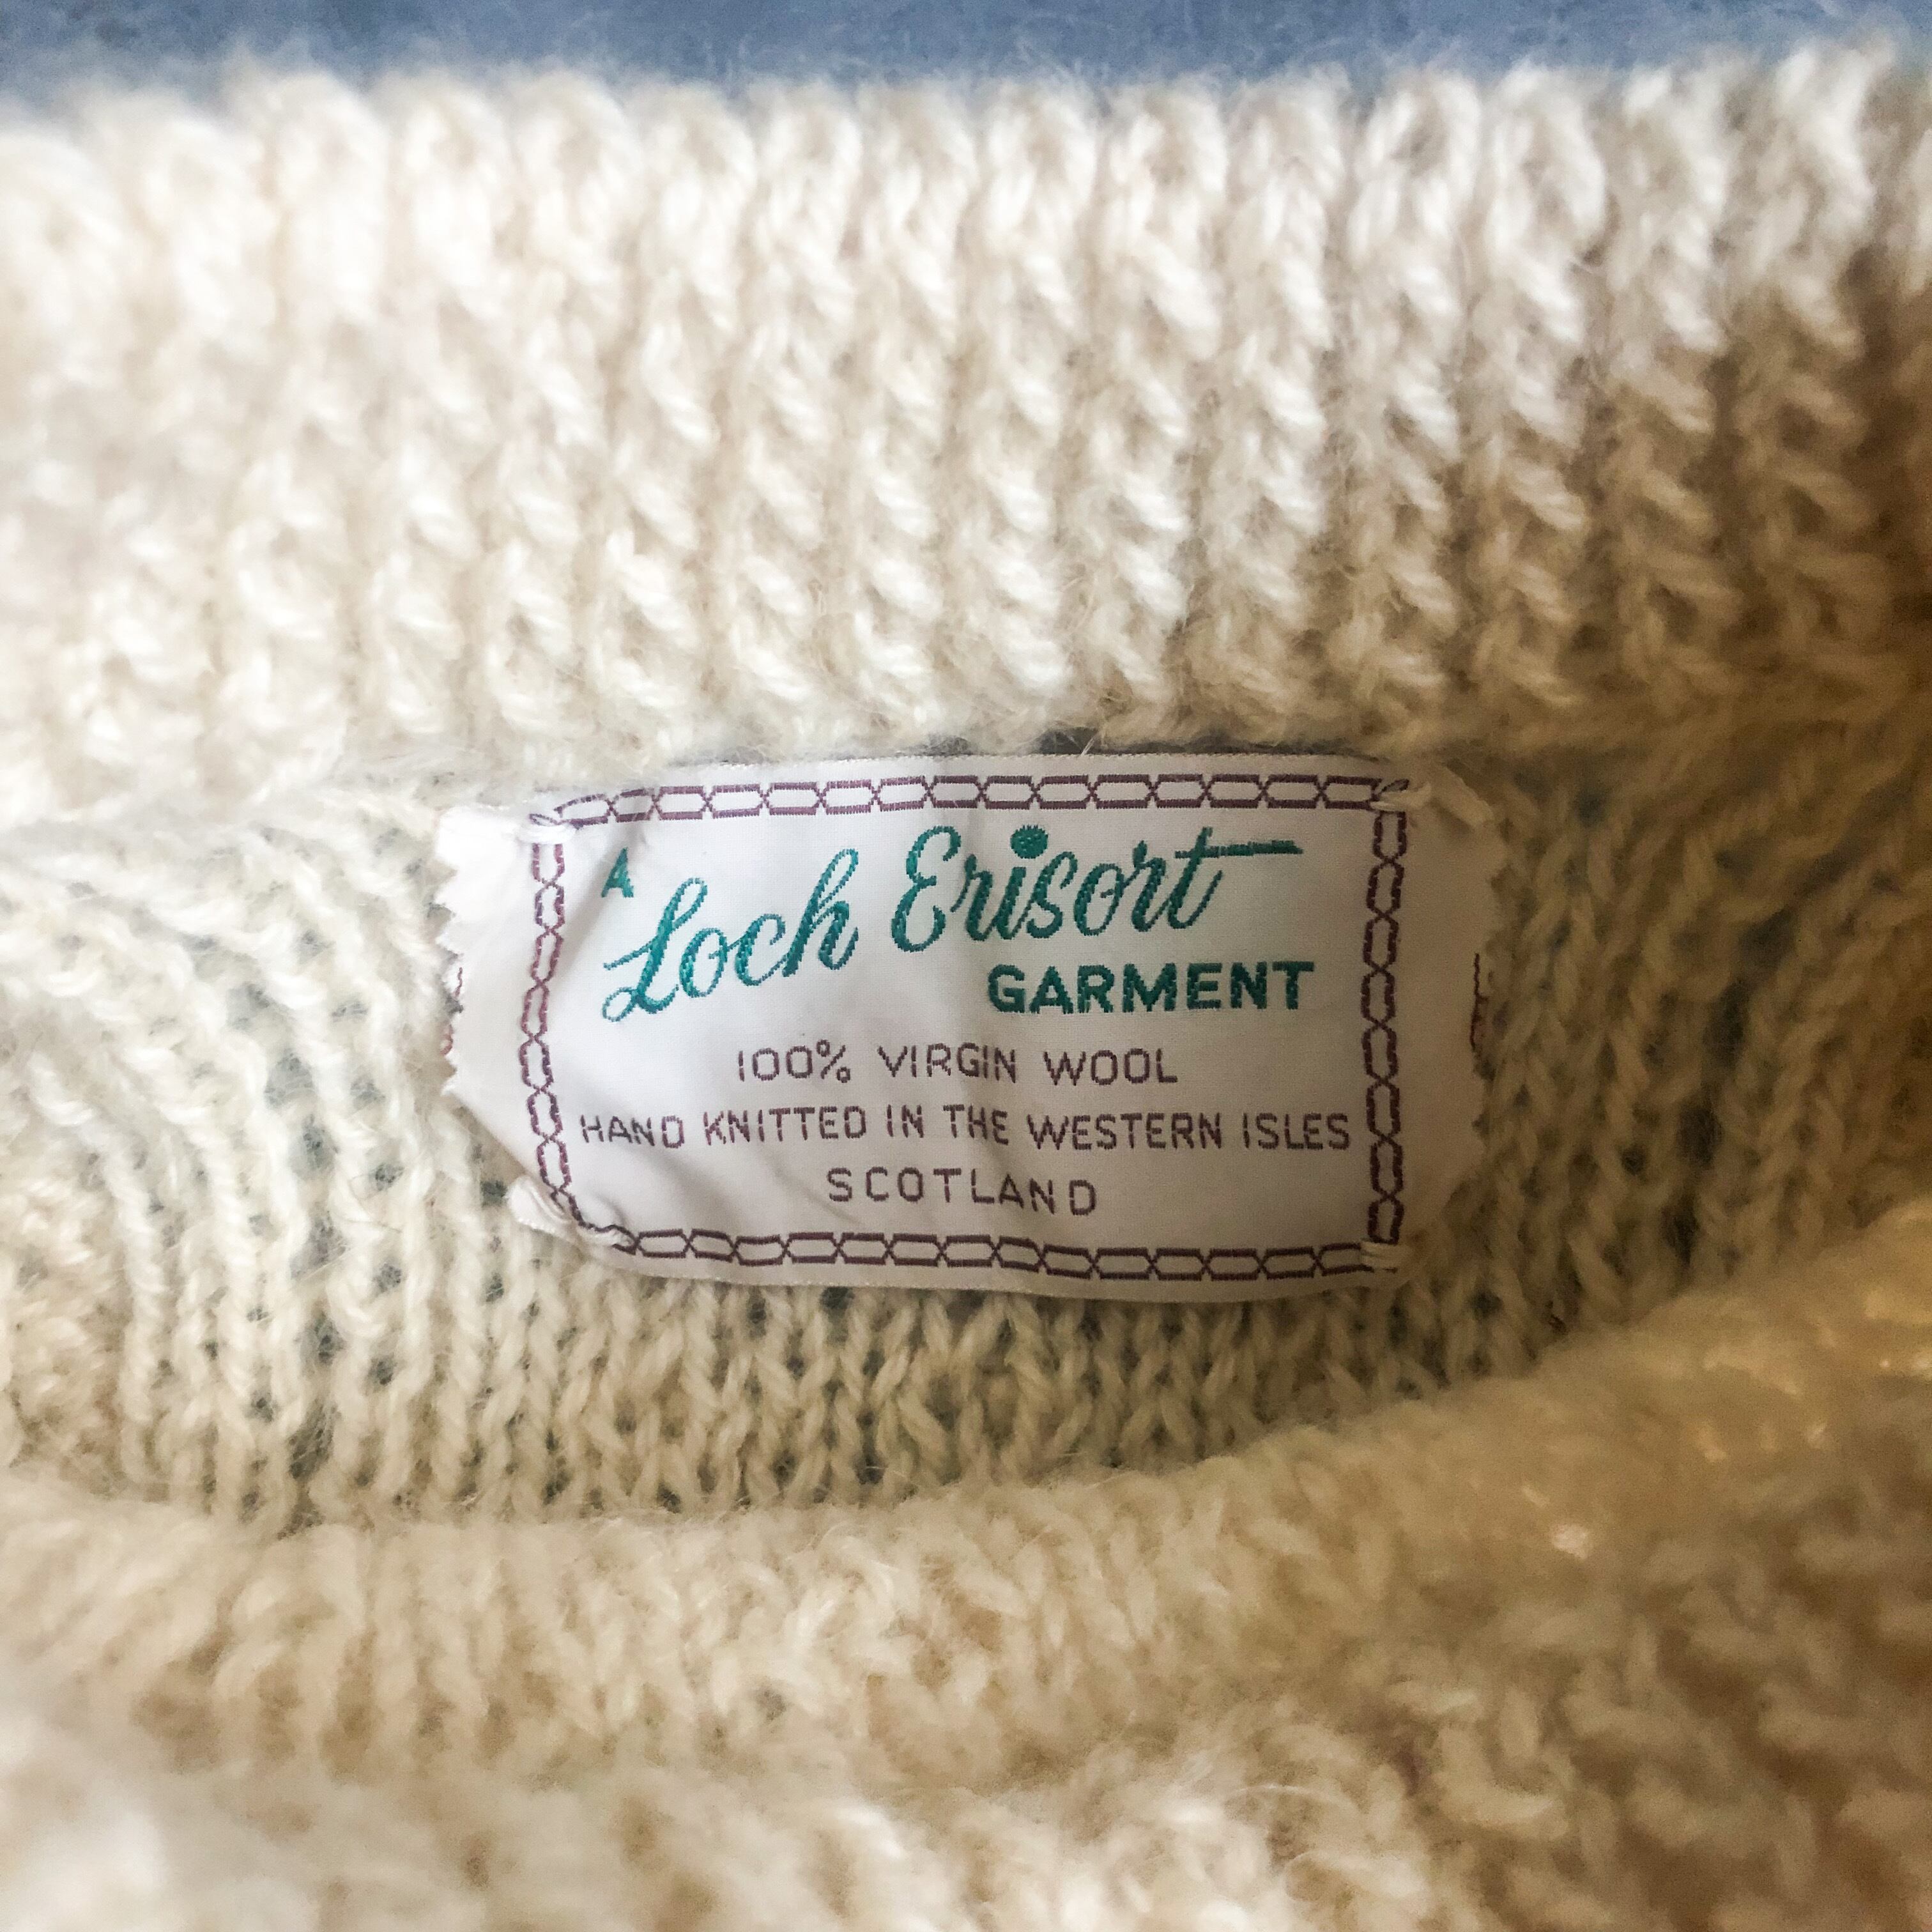 A
Loch Erisort
GARMENT
100% VIRGIN WOOL
HAND KNITTED IN THE WESTERN ISLES
SCOTLAND